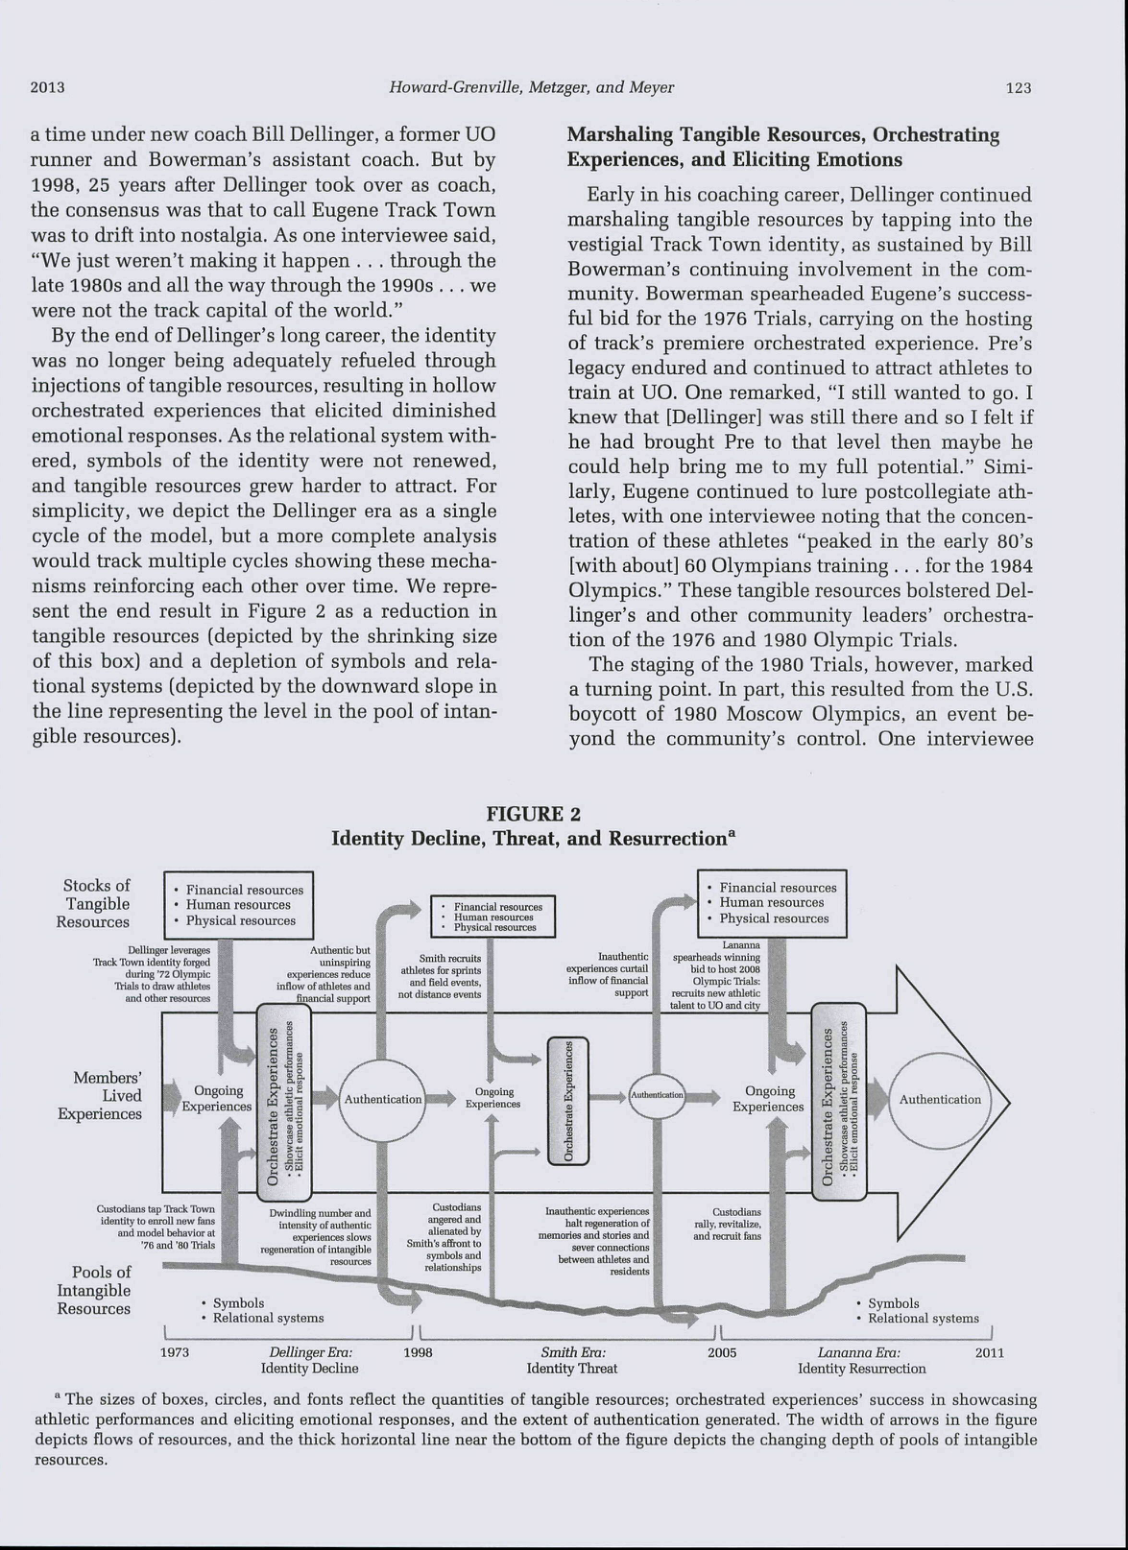 2013
Howard-Grenville, Metzger, and Meyer
123
a time under new coach Bill Dellinger, a former UO
runner and Bowerman's assistant coach. But by
1998, 25 years after Dellinger took over as coach,
the consensus was that to call Eugene Track Town
was to drift into nostalgia. As one interviewee said,
“We just weren't making it happen . . . through the
late 1980s and all the way through the 1990s . . . we
were not the track capital of the world.”
By the end of Dellinger's long career, the identity
was no longer being adequately refueled through
injections of tangible resources, resulting in hollow
orchestrated experiences that elicited diminished
emotional responses. As the relational system with-
ered, symbols of the identity were not renewed,
and tangible resources grew harder to attract. For
simplicity, we depict the Dellinger era as a single
cycle of the model, but a more complete analysis
would track multiple cycles showing these mecha-
nisms reinforcing each other over time. We repre-
sent the end result in Figure 2 as a reduction in
tangible resources (depicted by the shrinking size
of this box) and a depletion of symbols and rela-
tional systems (depicted by the downward slope in
the line representing the level in the pool of intan-
gible resources).
Marshaling Tangible Resources, Orchestrating
Experiences, and Eliciting Emotions
Early in his coaching career, Dellinger continued
marshaling tangible resources by tapping into the
vestigial Track Town identity, as sustained by Bill
Bowerman's continuing involvement in the com-
munity. Bowerman spearheaded Eugene's success-
ful bid for the 1976 Trials, carrying on the hosting
of track's premiere orchestrated experience. Pre's
legacy endured and continued to attract athletes to
train at UO. One remarked, “I still wanted to go. I
knew that [Dellinger] was still there and so I felt if
he had brought Pre to that level then maybe he
could help bring me to my full potential.” Simi-
larly, Eugene continued to lure postcollegiate ath-
letes, with one interviewee noting that the concen-
tration of these athletes “peaked in the early 80's
[with about] 60 Olympians training . . . for the 1984
Olympics.” These tangible resources bolstered Del-
linger's and other community leaders' orchestra-
tion of the 1976 and 1980 Olympic Trials.
The staging of the 1980 Trials, however, marked
a turning point. In part, this resulted from the U.S.
boycott of 1980 Moscow Olympics, an event be-
yond the community's control. One interviewee
FIGURE 2
Identity Decline, Threat, and Resurrectionª
Stocks of
Tangible
Resources
• Financial resources
• Human resources
• Physical resources
• Financial resources
• Human resources
• Physical resources
• Financial resources
• Human resources
• Physical resources
Dellinger leverages
Track Town identity forged
during '72 Olympic
Trials to draw athletes
and other resources
Authentic but
uninspiring
experiences reduce
inflow of athletes and
financial support
Smith recruits
athletes for sprints
and field events,
not distance events
Inauthentic
experiences curtail
inflow of financial
support
Lananna
spearheads winning
bid to host 2008
Olympic Trials:
recruits new athletic
talent to UO and city
Members'
Lived
Experiences
Ongoing
Experiences
Orchestrate Experiences
• Showcase athletic performances
• Elicit emotional response
Authentication
Ongoing
Experiences
Orchestrate Experiences
Authentication
Ongoing
Experiences
Orchestrate Experiences
• Showcase athletic performances
• Elicit emotional response
Authentication
Custodians tap Track Town
identity to enroll new fans
and model behavior at
'76 and '80 Trials
Dwindling number and
intensity of authentic
experiences slows
regeneration of intangible
resources
Custodians
angered and
alienated by
Smith's affront to
symbols and
relationships
Inauthentic experiences
halt regeneration of
memories and stories and
sever connections
between athletes and
residents
Custodians
rally, revitalize,
and recruit fans
Pools of
Intangible
Resources
• Symbols
• Relational systems
• Symbols
• Relational systems
1973
Dellinger Era:
Identity Decline
1998
Smith Era:
Identity Threat
2005
Lananna Era:
Identity Resurrection
2011
ª The sizes of boxes, circles, and fonts reflect the quantities of tangible resources; orchestrated experiences' success in showcasing
athletic performances and eliciting emotional responses, and the extent of authentication generated. The width of arrows in the figure
depicts flows of resources, and the thick horizontal line near the bottom of the figure depicts the changing depth of pools of intangible
resources.